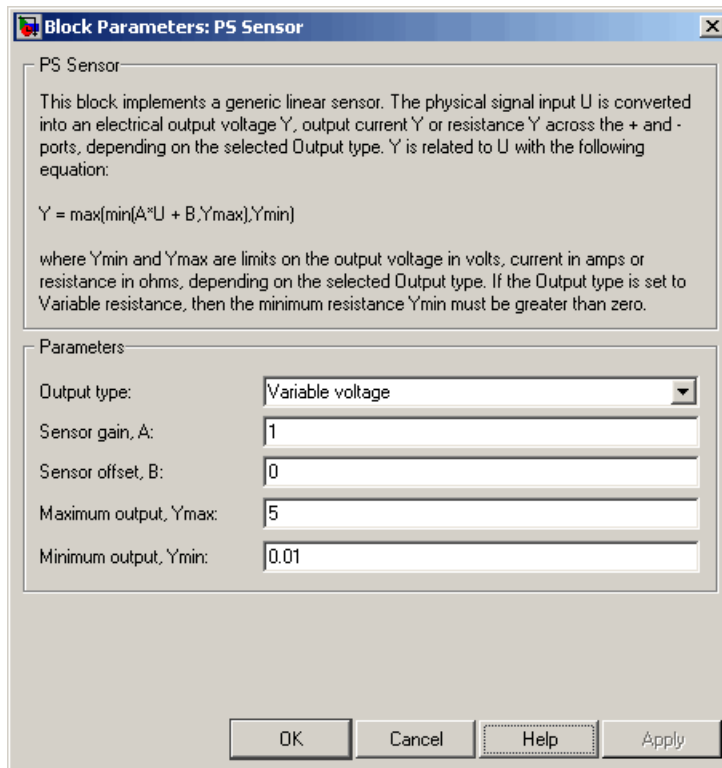 Block Parameters: PS Sensor
PS Sensor
This block implements a generic linear sensor. The physical signal input U is converted
into an electrical output voltage Y, output current Y or resistance Y across the + and -
ports, depending on the selected Output type. Y is related to U with the following
equation:
Y = max(min(A*U + B,Ymax),Ymin)
where Ymin and Ymax are limits on the output voltage in volts, current in amps or
resistance in ohms, depending on the selected Output type. If the Output type is set to
Variable resistance, then the minimum resistance Ymin must be greater than zero.
Parameters
Output type: Variable voltage
Sensor gain, A: 1
Sensor offset, B: 0
Maximum output, Ymax: 5
Minimum output, Ymin: 0.01
OK Cancel Help Apply